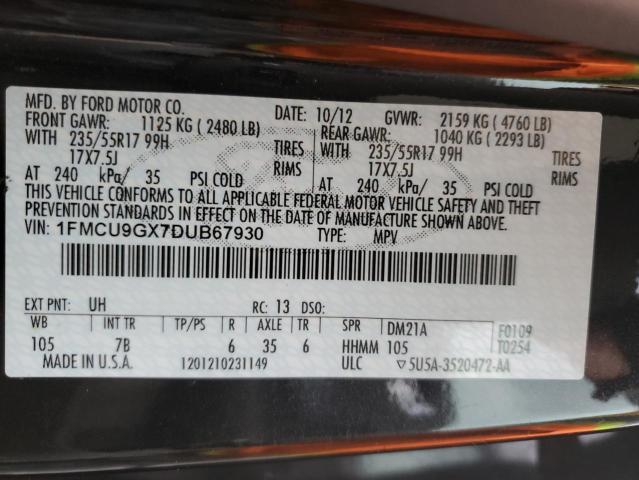 MFD. BY FORD MOTOR CO. DATE: 10/12 GVWR: 2159 KG ( 4760 LB)
FRONT GAWR: 1125 KG ( 2480 LB) REAR GAWR: 1040 KG ( 2293 LB)
WITH 235/55R17 99H TIRES WITH 235/55R17 99H TIRES
17X7.5J RIMS 17X7.5J RIMS
AT 240 kPa/ 35 PSI COLD AT 240 kPa/ 35 PSI COLD
THIS VEHICLE CONFORMS TO ALL APPLICABLE FEDERAL MOTOR VEHICLE SAFETY AND THEFT
PREVENTION STANDARDS IN EFFECT ON THE DATE OF MANUFACTURE SHOWN ABOVE.
VIN: 1FMCU9GX7DUB67930 TYPE: MPV
EXT PNT: UH RC: 13 DSO:
WB INT TR TP/PS R AXLE TR SPR DM21A F0109
105 7B 6 35 6 HHMM 105 T0254
MADE IN U.S.A. 1201210231149 ULC ▽5U5A-3520472-AA